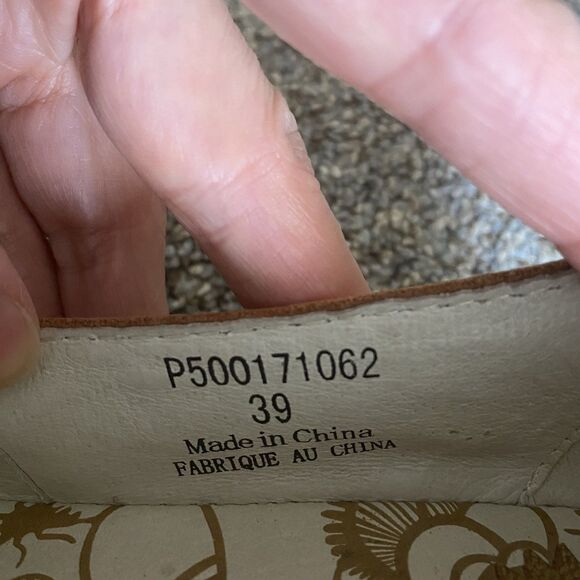 P500171062
39
Made in China
FABRIQUE AU CHINA